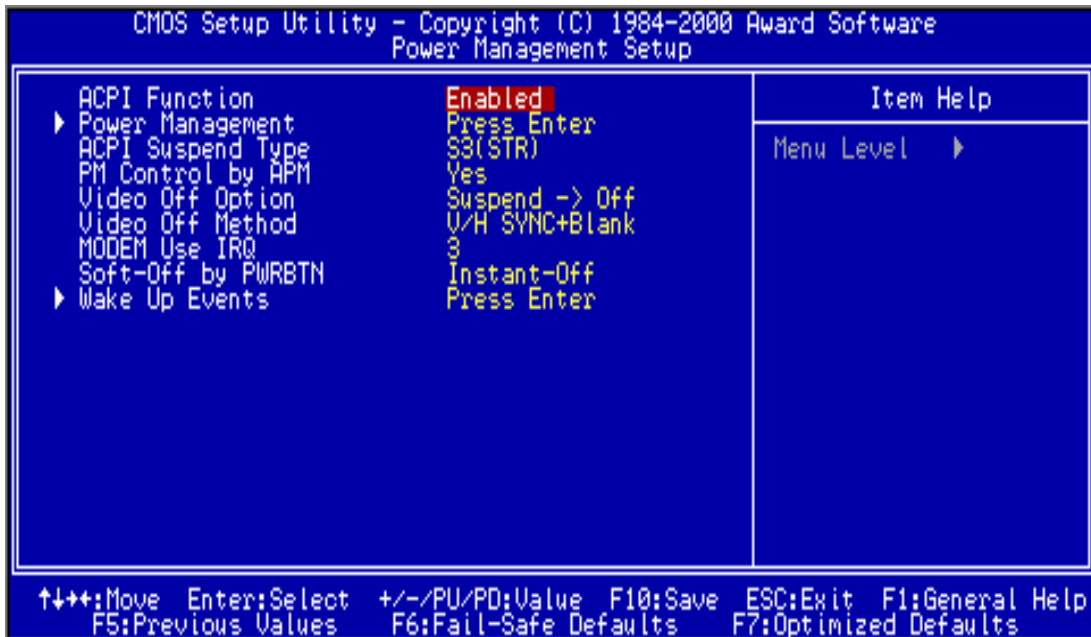 CMOS Setup Utility - Copyright (C) 1984-2000 Award Software
Power Management Setup
ACPI Function Enabled
Power Management Press Enter
ACPI Suspend Type S3(STR)
PM Control by APM Yes
Video Off Option Suspend -> Off
Video Off Method V/H SYNC+Blank
MODEM Use IRQ 3
Soft-Off by PWRBTN Instant-Off
Wake Up Events Press Enter
Item Help
Menu Level
↑↓→←:Move Enter:Select +/-/PU/PD:Value F10:Save ESC:Exit F1:General Help
F5:Previous Values F6:Fail-Safe Defaults F7:Optimized Defaults